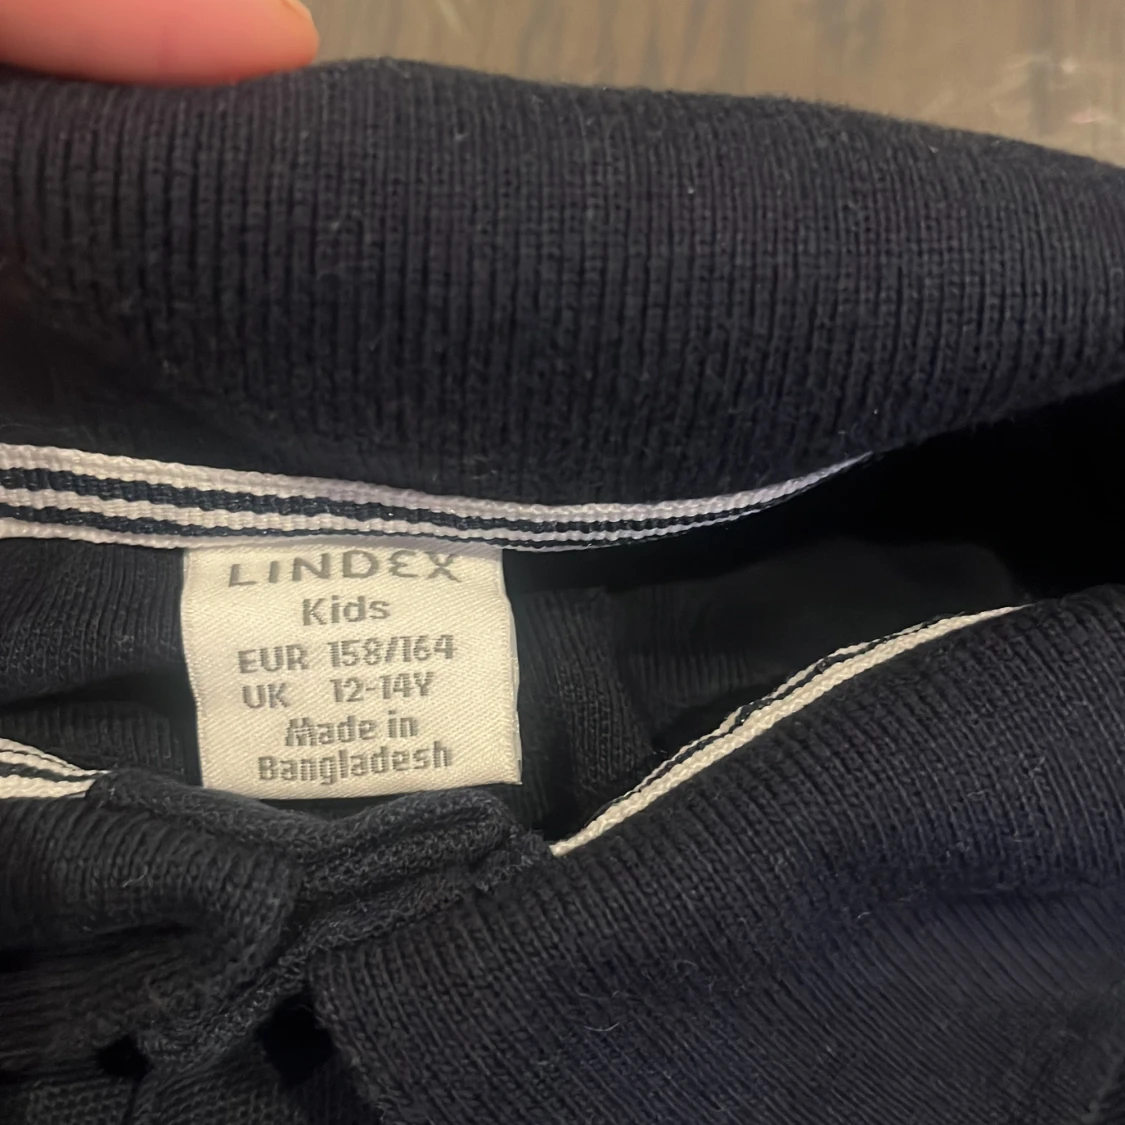 LINDEX
Kids
EUR 158/164
UK 12-14Y
Made in
Bangladesh